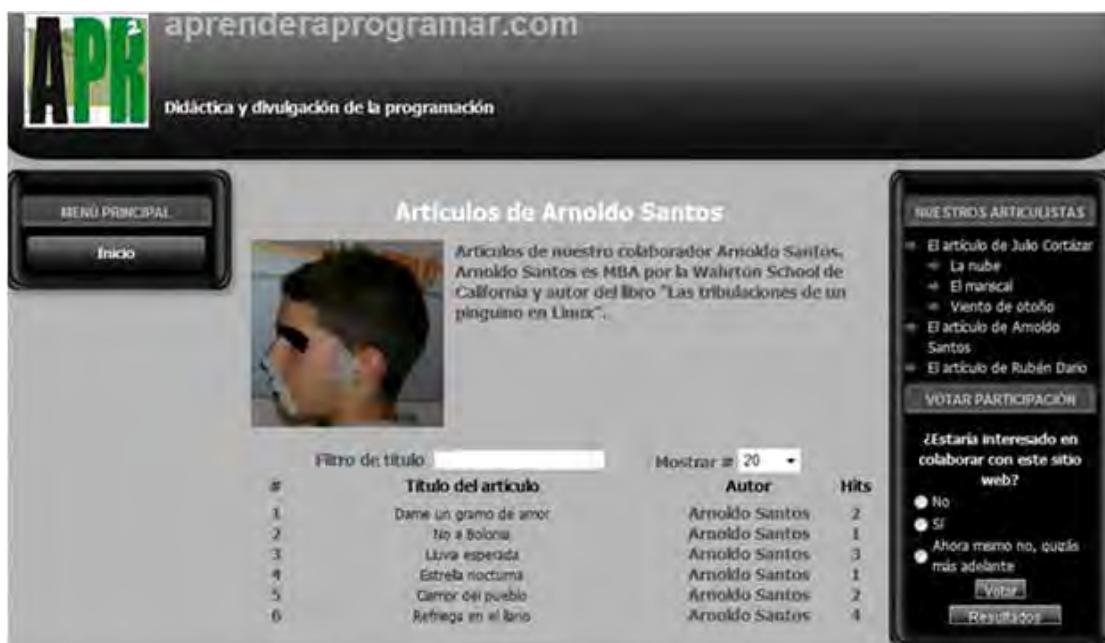 APR2
aprenderaprogramar.com
Didáctica y divulgación de la programación
MENÚ PRINCIPAL
Inicio
Artículos de Arnoldo Santos
Artículos de nuestro colaborador Arnoldo Santos.
Arnoldo Santos es MBA por la Wahrton School de
California y autor del libro "Las tribulaciones de un
pinguino en Linux".
Filtro de título
Mostrar # 20
# Título del artículo Autor Hits
1 Dame un gramo de amor Arnoldo Santos 2
2 No a Bolonia Arnoldo Santos 1
3 Lluvia esperada Arnoldo Santos 3
4 Estrella nocturna Arnoldo Santos 1
5 Clamor del pueblo Arnoldo Santos 2
6 Refriega en el llano Arnoldo Santos 4
NUESTROS ARTICULISTAS
El artículo de Julio Cortázar
La nube
El mariscal
Viento de otoño
El artículo de Arnoldo
Santos
El artículo de Rubén Darío
VOTAR PARTICIPACIÓN
¿Estaría interesado en
colaborar con este sitio
web?
No
Sí
Ahora mismo no, quizás
más adelante
Votar
Resultados